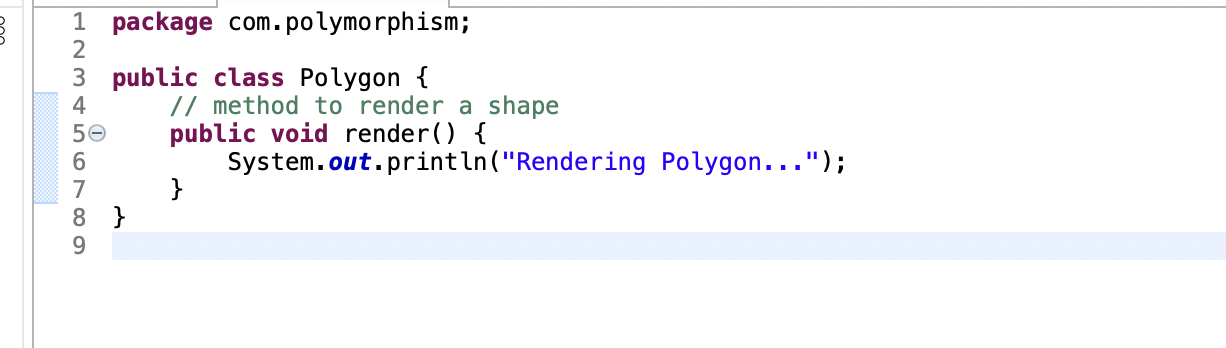 1 package com.polymorphism;
2
3 public class Polygon {
4     // method to render a shape
5     public void render() {
6         System.out.println("Rendering Polygon...");
7     }
8 }
9